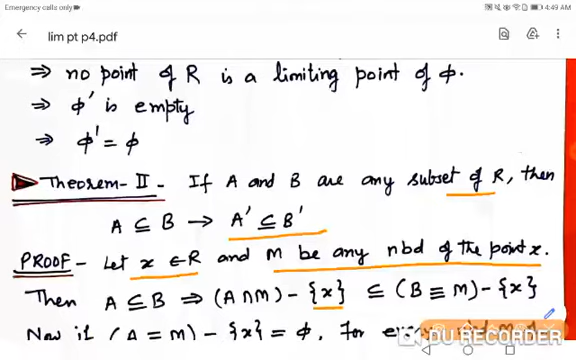 Emergency calls only
4:49 AM
lim pt p4.pdf
⇒ no point of R is a limiting point of ϕ.
⇒ ϕ' is empty
⇒ ϕ' = ϕ
Theorem-II - If A and B are any subset of R, then
A ⊆ B → A' ⊆ B'
PROOF - Let x ∈ R and M be any nbd of the point x.
Then A ⊆ B ⇒ (A ∩ M) - {x} ⊆ (B ≡ M) - {x}
Now if (A = M) - {x} = ϕ, For every nbd M